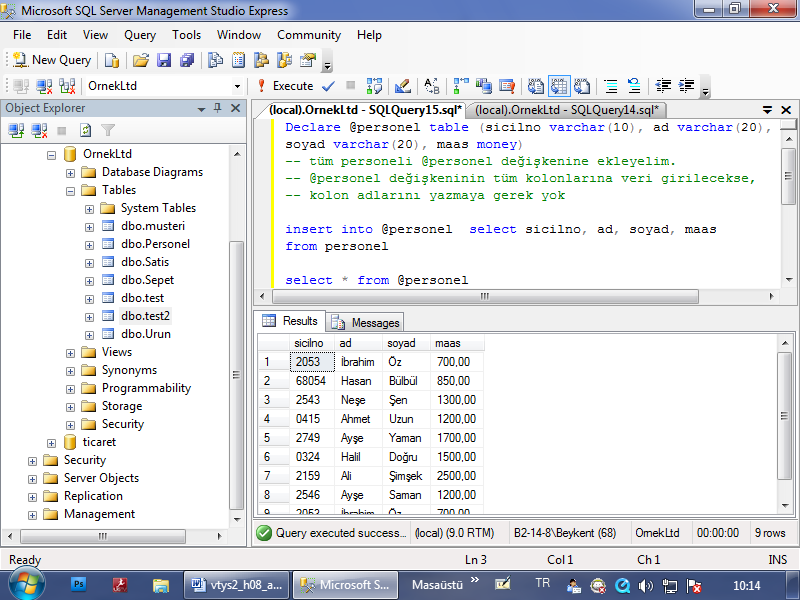 Microsoft SQL Server Management Studio Express
File Edit View Query Tools Window Community Help
New Query
OrnekLtd Execute
Object Explorer
(local).OrnekLtd - SQLQuery15.sql* (local).OrnekLtd - SQLQuery14.sql*
OrnekLtd
Database Diagrams
Tables
System Tables
dbo.musteri
dbo.Personel
dbo.Satis
dbo.Sepet
dbo.test
dbo.test2
dbo.Urun
Views
Synonyms
Programmability
Storage
Security
ticaret
Security
Server Objects
Replication
Management
Declare @personel table (sicilno varchar(10), ad varchar(20),
soyad varchar(20), maas money)
-- tüm personeli @personel değişkenine ekleyelim.
-- @personel değişkeninin tüm kolonlarına veri girilecekse,
-- kolon adlarını yazmaya gerek yok
insert into @personel  select sicilno, ad, soyad, maas
from personel
select * from @personel
Results Messages
sicilno ad soyad maas
1 2053 İbrahim Öz 700,00
2 68054 Hasan Bülbül 850,00
3 2543 Neşe Şen 1300,00
4 0415 Ahmet Uzun 1200,00
5 2749 Ayşe Yaman 1700,00
6 0324 Halil Doğru 1500,00
7 2159 Ali Şimşek 2500,00
8 2546 Ayşe Saman 1200,00
9 2053 İbrahim Öz 700,00
Query executed success... (local) (9.0 RTM) B2-14-8\Beykent (68) OrnekLtd 00:00:00 9 rows
Ready Ln 3 Col 1 Ch 1 INS
Ps vtys2_h08_a... Microsoft S... Masaüstü » TR 10:14